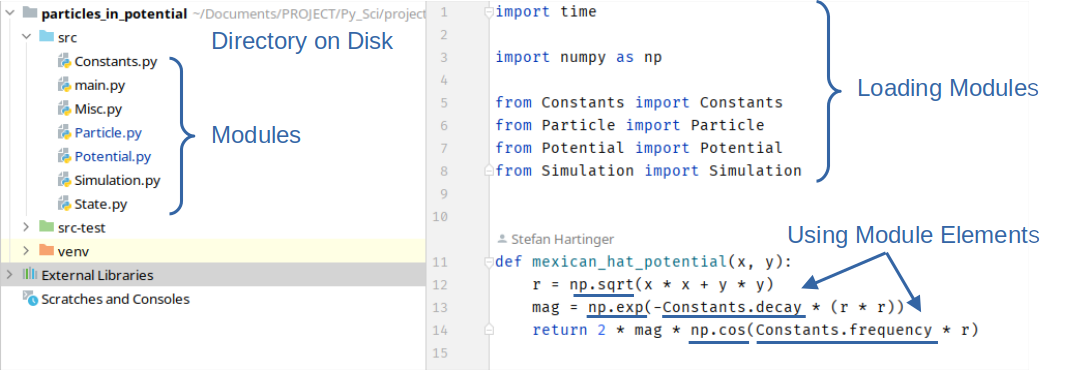 particles_in_potential ~/Documents/PROJECT/Py_Sci/project
src
Directory on Disk
Constants.py
main.py
Misc.py
Particle.py
Modules
Potential.py
Simulation.py
State.py
src-test
venv
External Libraries
Scratches and Consoles
1 import time
2
3 import numpy as np
4
Loading Modules
5 from Constants import Constants
6 from Particle import Particle
7 from Potential import Potential
8 from Simulation import Simulation
9
10
Stefan Hartinger
Using Module Elements
11 def mexican_hat_potential(x, y):
12 r = np.sqrt(x * x + y * y)
13 mag = np.exp(-Constants.decay * (r * r))
14 return 2 * mag * np.cos(Constants.frequency * r)
15